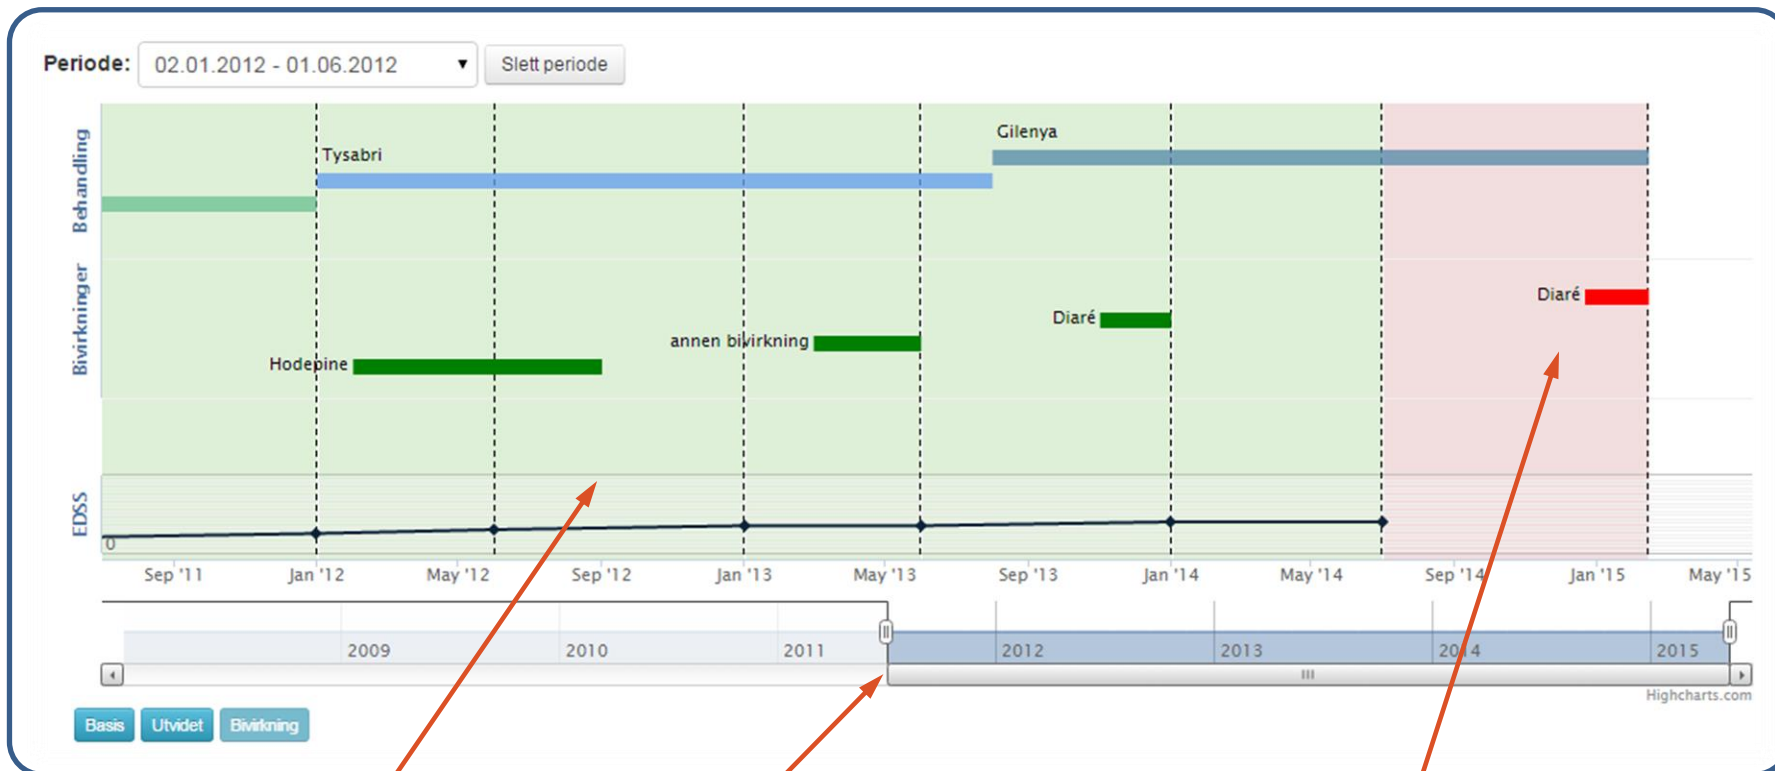 Periode: 02.01.2012 - 01.06.2012 Slett periode
Behandling
Gilenya
Tysabri
Bivirkninger
Diaré
Diaré
annen bivirkning
Hodepine
EDSS
0
Sep '11 Jan '12 May '12 Sep '12 Jan '13 May '13 Sep '13 Jan '14 May '14 Sep '14 Jan '15 May '15
2009 2010 2011 2012 2013 2014 2015
Highcharts.com
Basis Utvidet Bivirkning